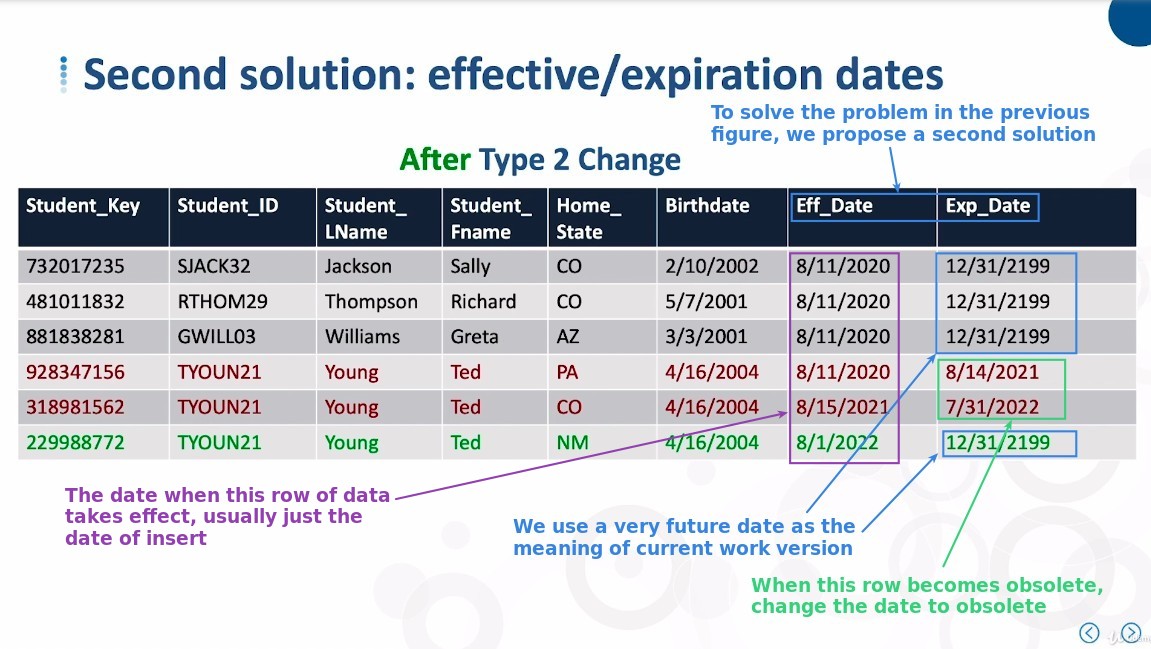 Second solution: effective/expiration dates
To solve the problem in the previous
figure, we propose a second solution
After Type 2 Change
Student_Key Student_ID Student_ LName Student_ Fname Home_ State Birthdate Eff_Date Exp_Date
732017235 SJACK32 Jackson Sally CO 2/10/2002 8/11/2020 12/31/2199
481011832 RTHOM29 Thompson Richard CO 5/7/2001 8/11/2020 12/31/2199
881838281 GWILL03 Williams Greta AZ 3/3/2001 8/11/2020 12/31/2199
928347156 TYOUN21 Young Ted PA 4/16/2004 8/11/2020 8/14/2021
318981562 TYOUN21 Young Ted CO 4/16/2004 8/15/2021 7/31/2022
229988772 TYOUN21 Young Ted NM 4/16/2004 8/1/2022 12/31/2199
The date when this row of data
takes effect, usually just the
date of insert
We use a very future date as the
meaning of current work version
When this row becomes obsolete,
change the date to obsolete